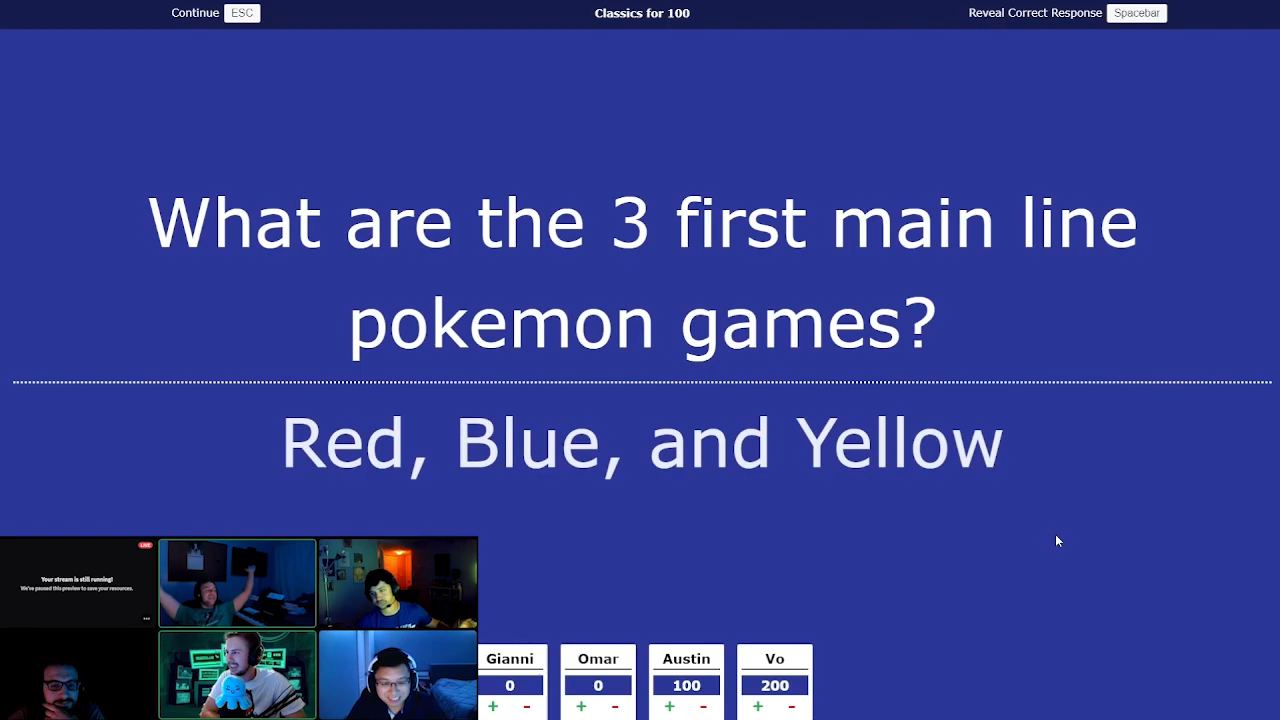 Continue ESC
Classics for 100
Reveal Correct Response Spacebar
What are the 3 first main line
pokemon games?
Red, Blue, and Yellow
LIVE
Your stream is still running!
We've paused this preview to save your resources.
Gianni Omar Austin Vo
0 0 100 200
+ - + - + - + -